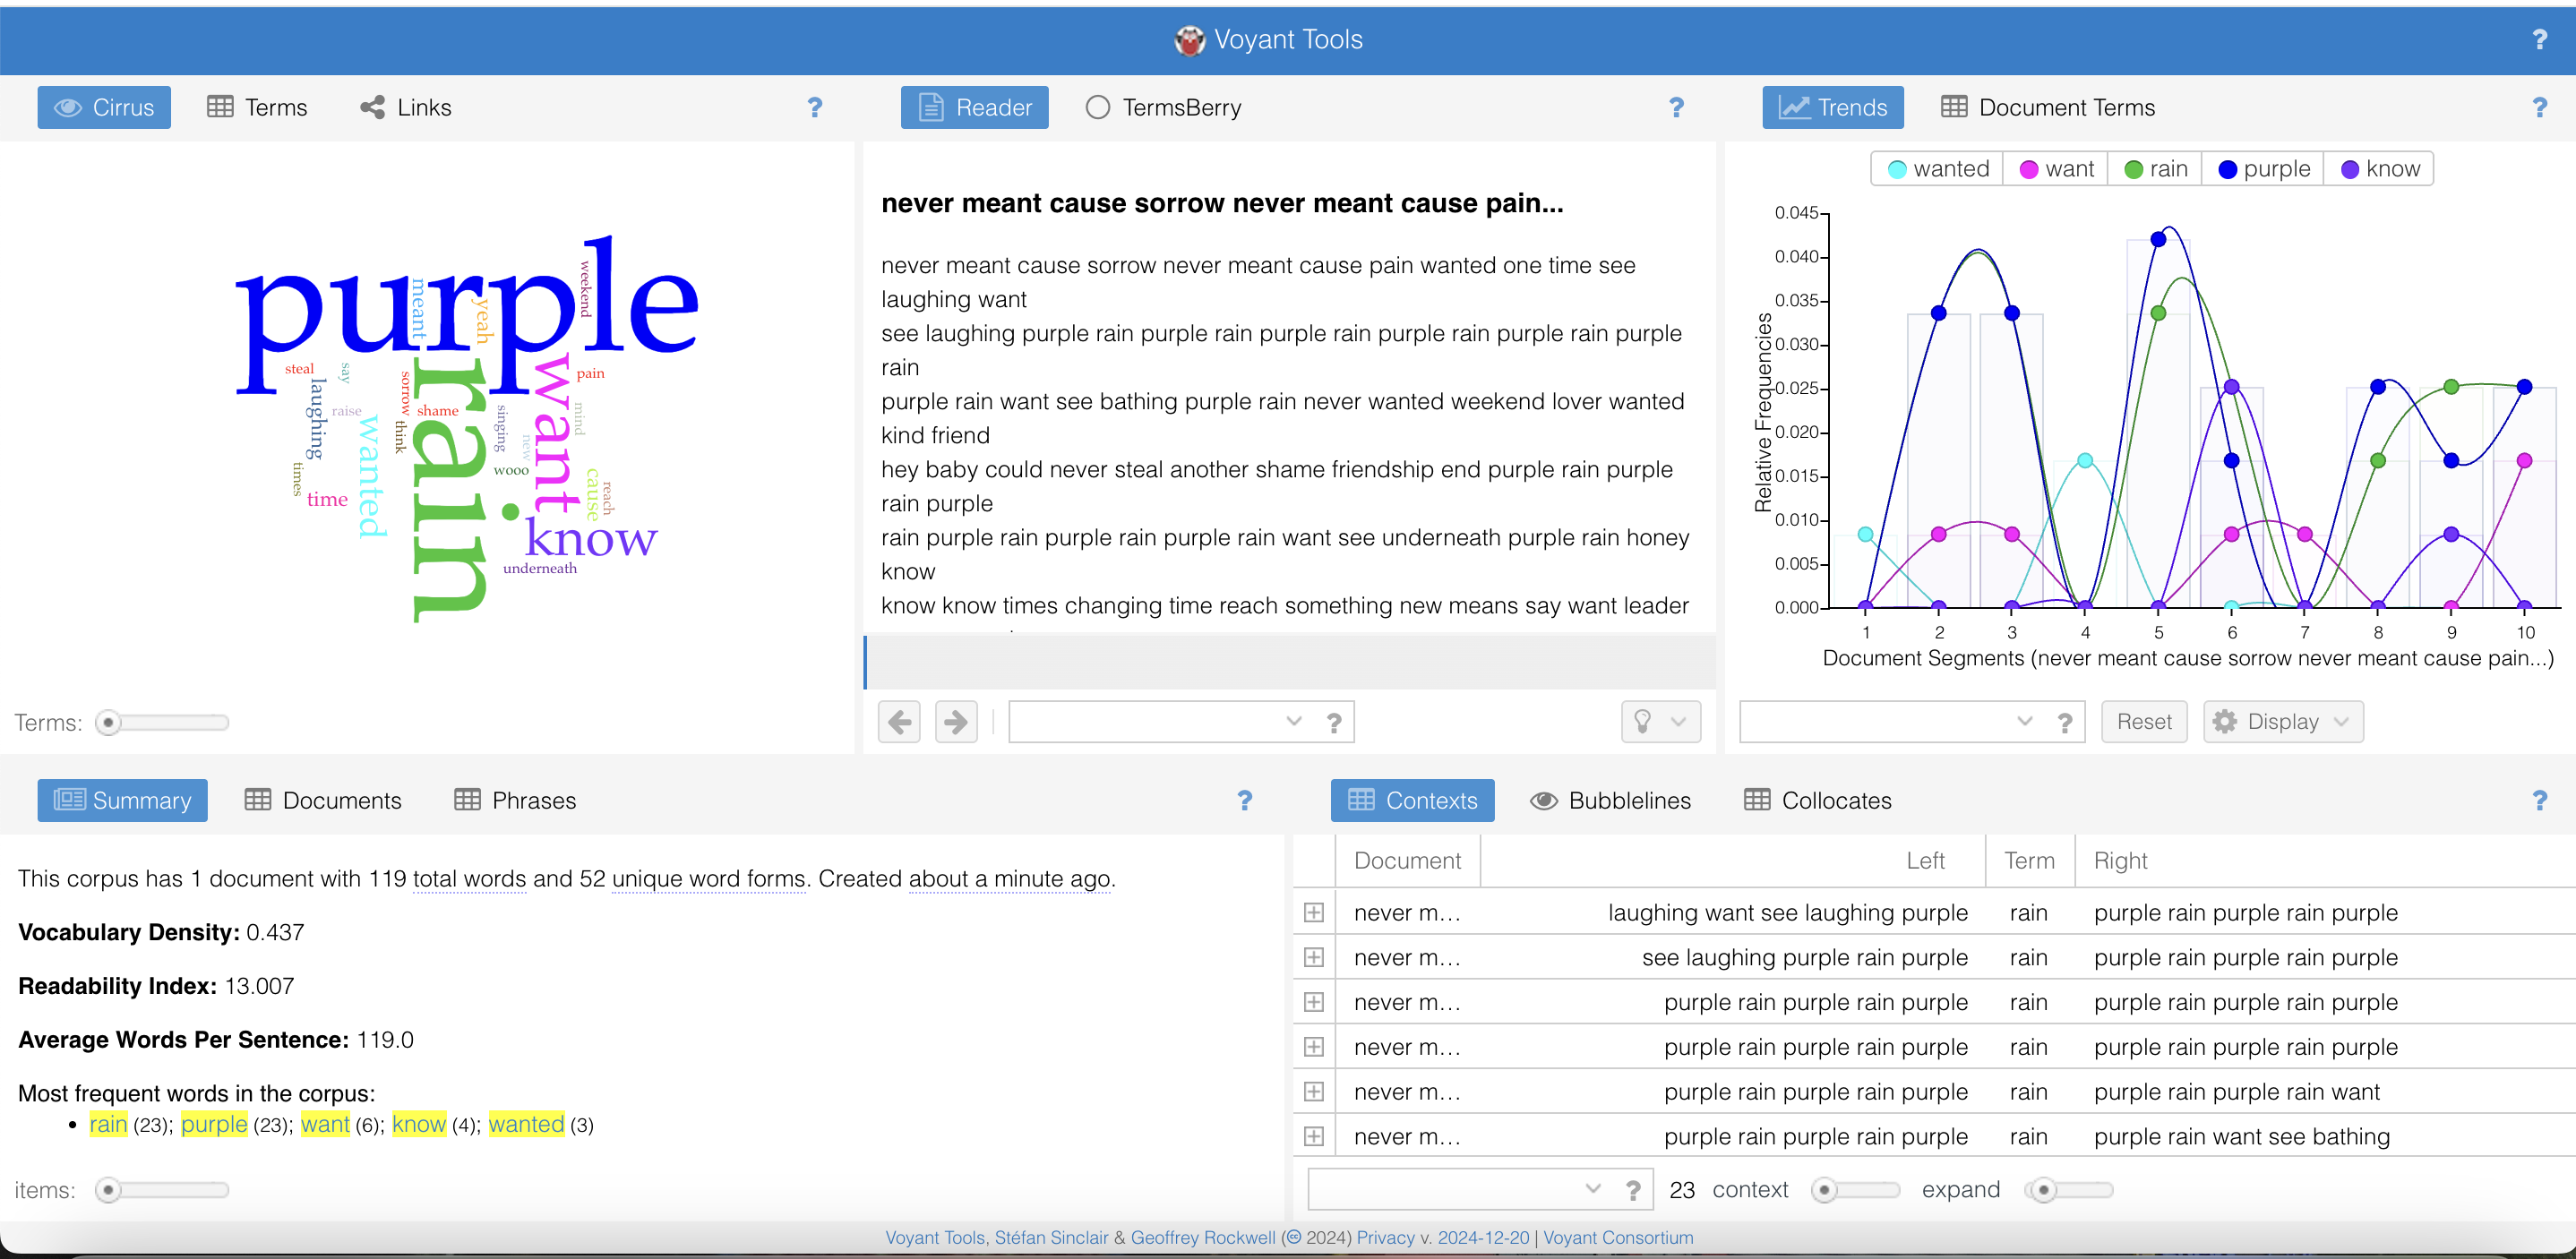 Voyant Tools
?
Cirrus Terms Links ?
purple
rain
want
know
wanted
meant
yeah
weekend
steal
say
laughing
raise
sorrow
shame
think
singing
new
wooo
pain
mind
cause
reach
times
time
underneath
Terms:
Reader TermsBerry ?
never meant cause sorrow never meant cause pain...
never meant cause sorrow never meant cause pain wanted one time see
laughing want
see laughing purple rain purple rain purple rain purple rain purple rain purple
rain
purple rain want see bathing purple rain never wanted weekend lover wanted
kind friend
hey baby could never steal another shame friendship end purple rain purple
rain purple
rain purple rain purple rain purple rain want see underneath purple rain honey
know
know know times changing time reach something new means say want leader
?
Trends Document Terms ?
wanted want rain purple know
Relative Frequencies
0.045
0.040
0.035
0.030
0.025
0.020
0.015
0.010
0.005
0.000
1 2 3 4 5 6 7 8 9 10
Document Segments (never meant cause sorrow never meant cause pain...)
? Reset Display
Summary Documents Phrases ?
This corpus has 1 document with 119 total words and 52 unique word forms. Created about a minute ago.
Vocabulary Density: 0.437
Readability Index: 13.007
Average Words Per Sentence: 119.0
Most frequent words in the corpus:
• rain (23); purple (23); want (6); know (4); wanted (3)
items:
Contexts Bubblelines Collocates ?
Document Left Term Right
never m... laughing want see laughing purple rain purple rain purple rain purple
never m... see laughing purple rain purple rain purple rain purple rain purple
never m... purple rain purple rain purple rain purple rain purple rain purple
never m... purple rain purple rain purple rain purple rain purple rain purple
never m... purple rain purple rain purple rain purple rain purple rain want
never m... purple rain purple rain purple rain purple rain want see bathing
? 23 context expand
Voyant Tools, Stéfan Sinclair & Geoffrey Rockwell (cc 2024) Privacy v. 2024-12-20 | Voyant Consortium